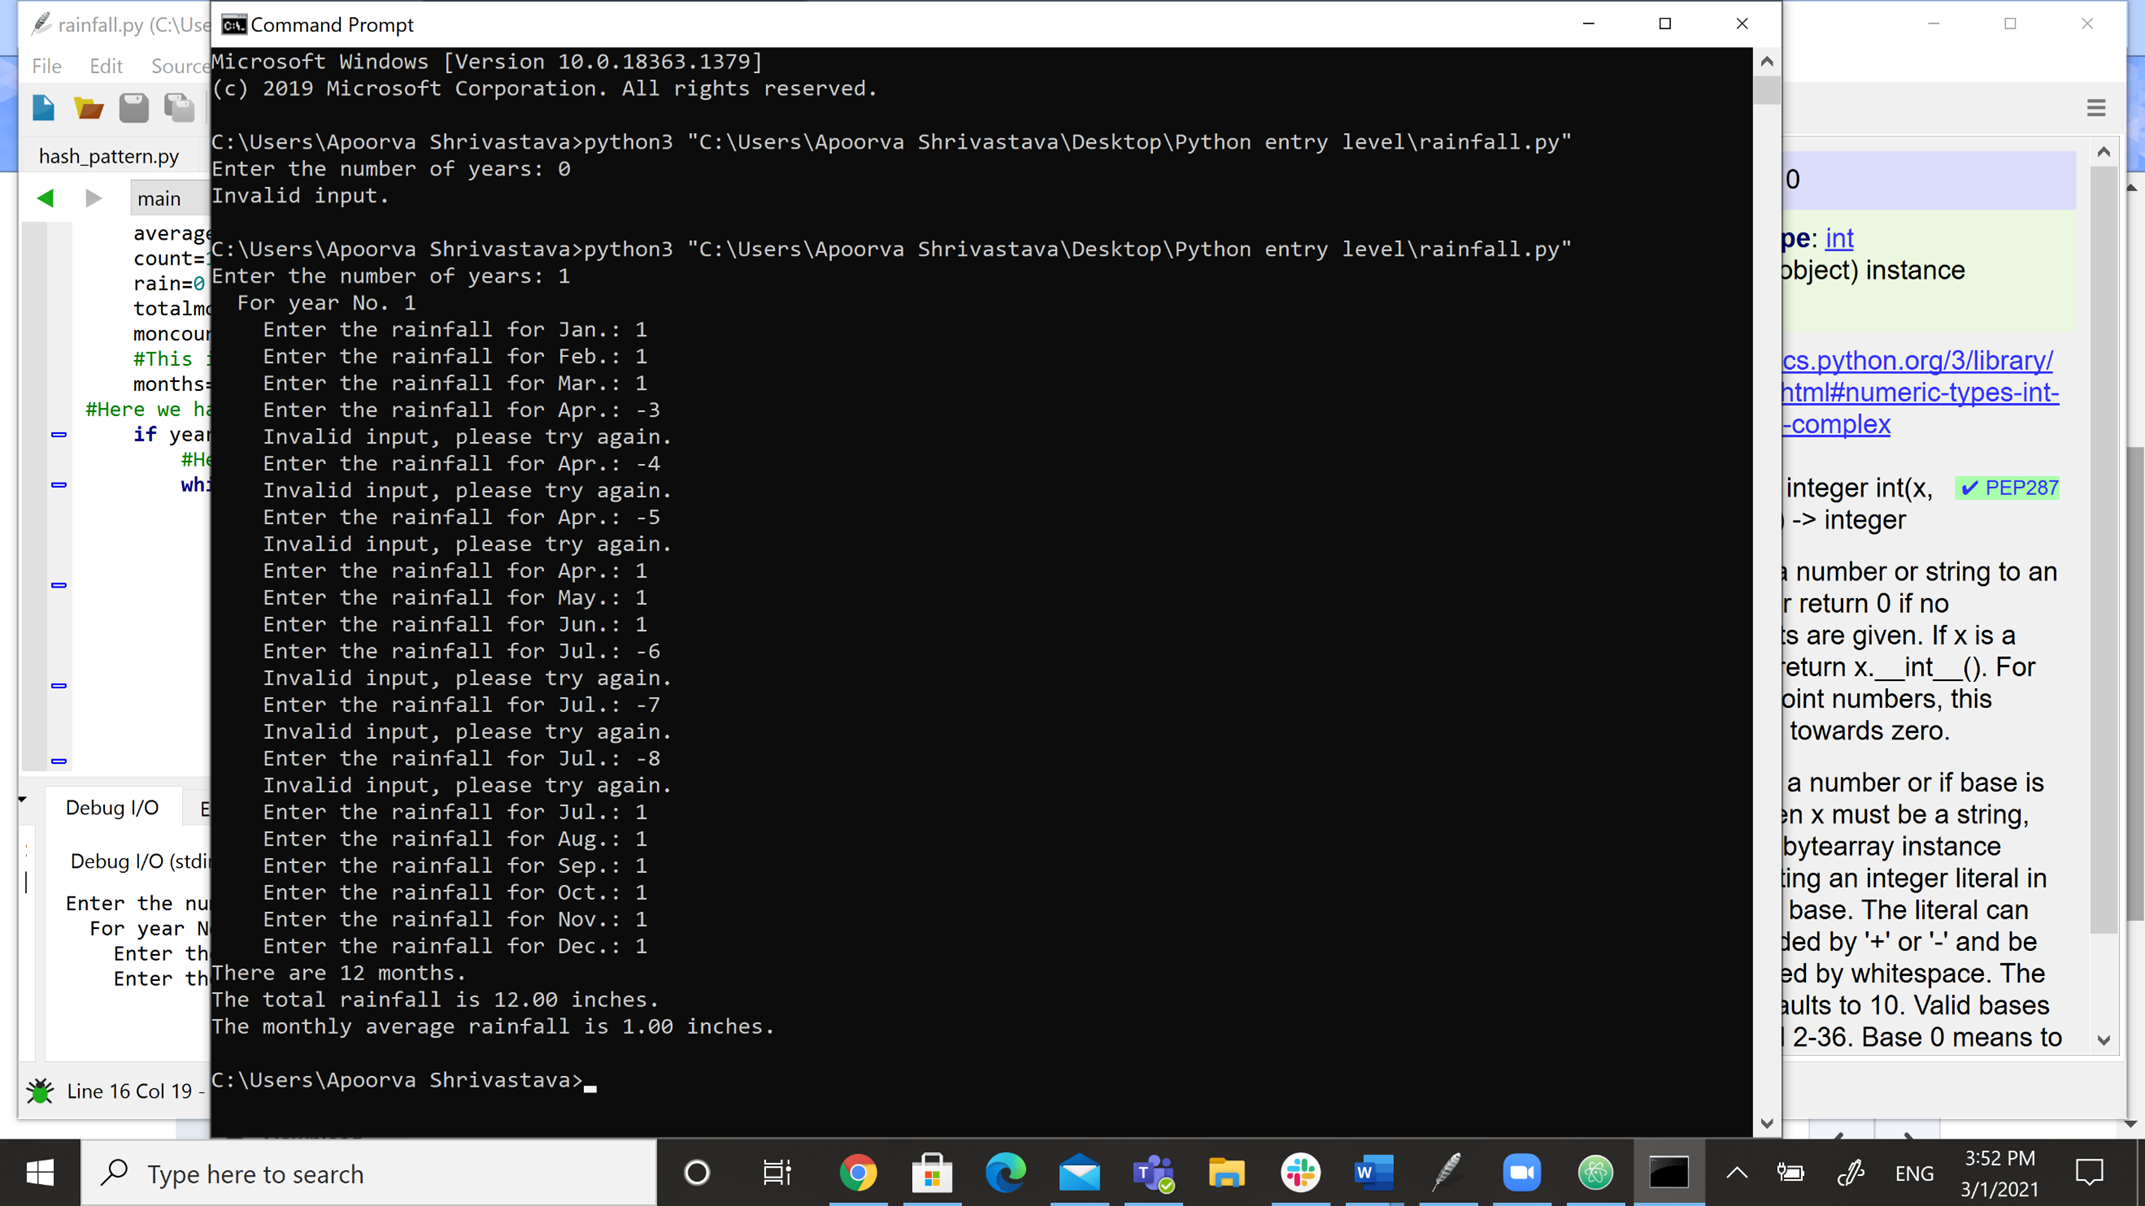 rainfall.py (C:\Use
Command Prompt
File Edit Source
hash_pattern.py
main
average
count=
rain=0
totalmo
moncoun
#This i
months=
#Here we ha
if year
#He
whi
Debug I/O
E
Debug I/O (stdi
Enter the nu
For year N
Enter th
Enter th
Line 16 Col 19 -
Microsoft Windows [Version 10.0.18363.1379]
(c) 2019 Microsoft Corporation. All rights reserved.
C:\Users\Apoorva Shrivastava>python3 "C:\Users\Apoorva Shrivastava\Desktop\Python entry level\rainfall.py"
Enter the number of years: 0
Invalid input.
C:\Users\Apoorva Shrivastava>python3 "C:\Users\Apoorva Shrivastava\Desktop\Python entry level\rainfall.py"
Enter the number of years: 1
For year No. 1
Enter the rainfall for Jan.: 1
Enter the rainfall for Feb.: 1
Enter the rainfall for Mar.: 1
Enter the rainfall for Apr.: -3
Invalid input, please try again.
Enter the rainfall for Apr.: -4
Invalid input, please try again.
Enter the rainfall for Apr.: -5
Invalid input, please try again.
Enter the rainfall for Apr.: 1
Enter the rainfall for May.: 1
Enter the rainfall for Jun.: 1
Enter the rainfall for Jul.: -6
Invalid input, please try again.
Enter the rainfall for Jul.: -7
Invalid input, please try again.
Enter the rainfall for Jul.: -8
Invalid input, please try again.
Enter the rainfall for Jul.: 1
Enter the rainfall for Aug.: 1
Enter the rainfall for Sep.: 1
Enter the rainfall for Oct.: 1
Enter the rainfall for Nov.: 1
Enter the rainfall for Dec.: 1
There are 12 months.
The total rainfall is 12.00 inches.
The monthly average rainfall is 1.00 inches.
C:\Users\Apoorva Shrivastava>
0
pe: int
object) instance
cs.python.org/3/library/
html#numeric-types-int-
-complex
integer int(x, ✔ PEP287
) -> integer
a number or string to an
r return 0 if no
ts are given. If x is a
return x.__int__(). For
oint numbers, this
towards zero.
a number or if base is
en x must be a string,
bytearray instance
ting an integer literal in
base. The literal can
ded by '+' or '-' and be
ed by whitespace. The
aults to 10. Valid bases
2-36. Base 0 means to
Type here to search
ENG
3:52 PM
3/1/2021